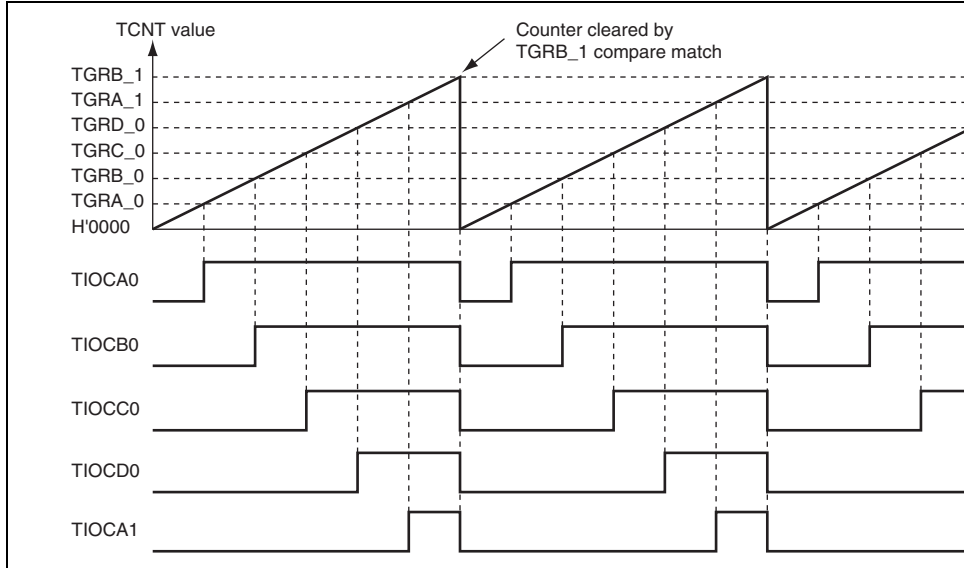 TCNT value
Counter cleared by
TGRB_1 compare match
TGRB_1
TGRA_1
TGRD_0
TGRC_0
TGRB_0
TGRA_0
H'0000
TIOCA0
TIOCB0
TIOCC0
TIOCD0
TIOCA1